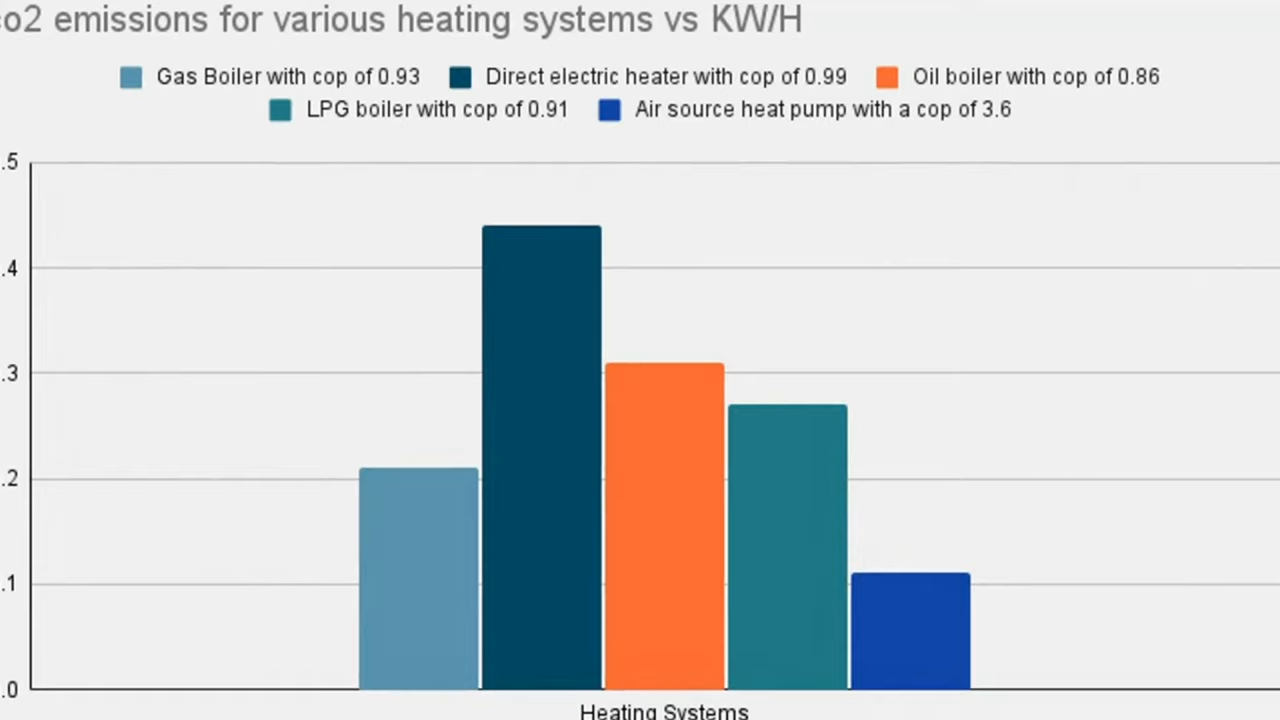 co2 emissions for various heating systems vs KW/H
Gas Boiler with cop of 0.93 Direct electric heater with cop of 0.99 Oil boiler with cop of 0.86
LPG boiler with cop of 0.91 Air source heat pump with a cop of 3.6
.5
.4
.3
.2
.1
.0
Heating Systems